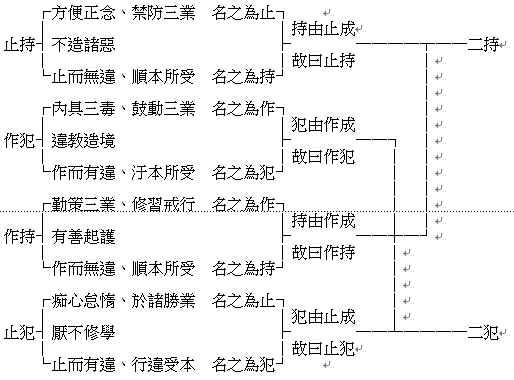 方便正念、禁防三業　名之為止
止持　不造諸惡　持由止成　故曰止持　二持
止而無違、順本所受　名之為持
內具三毒、鼓動三業　名之為作
作犯　違教造境　犯由作成　故曰作犯
作而有違、汙本所受　名之為犯
勤策三業、修習戒行　名之為作
作持　有善起護　持由作成　故曰作持
作而無違、順本所受　名之為持
痴心怠惰、於諸勝業　名之為止
止犯　厭不修學　犯由止成　故曰止犯　二犯
止而有違、行違受本　名之為犯